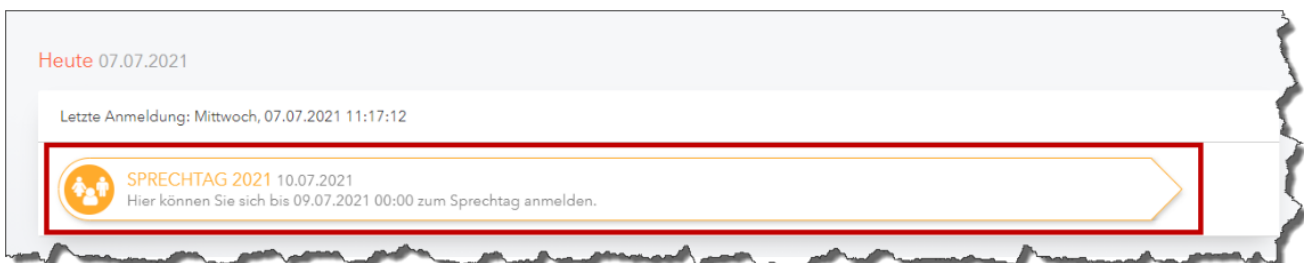 Heute 07.07.2021
Letzte Anmeldung: Mittwoch, 07.07.2021 11:17:12
SPRECHTAG 2021 10.07.2021
Hier können Sie sich bis 09.07.2021 00:00 zum Sprechtag anmelden.